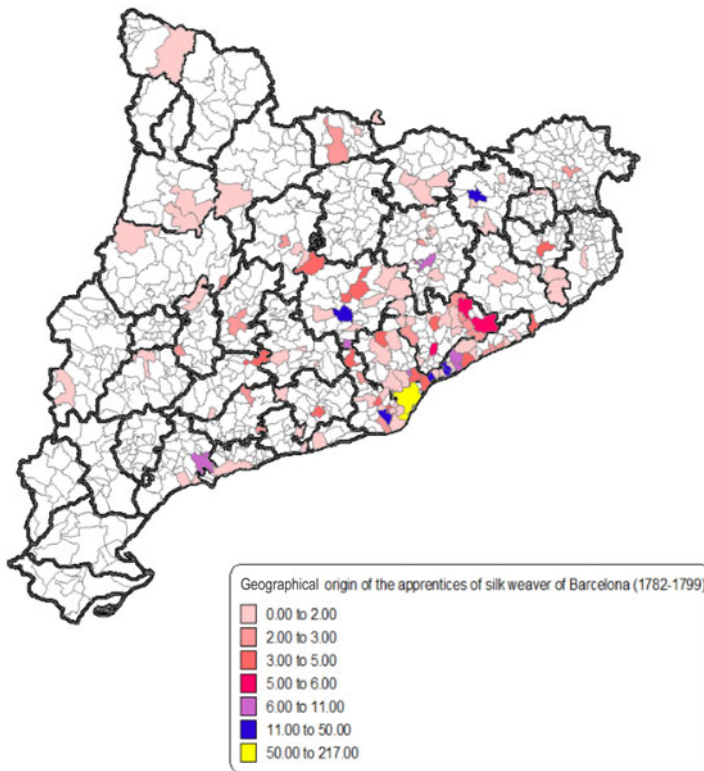 Geographical origin of the apprentices of silk weaver of Barcelona (1782-1799)
0.00 to 2.00
2.00 to 3.00
3.00 to 5.00
5.00 to 6.00
6.00 to 11.00
11.00 to 50.00
50.00 to 217.00